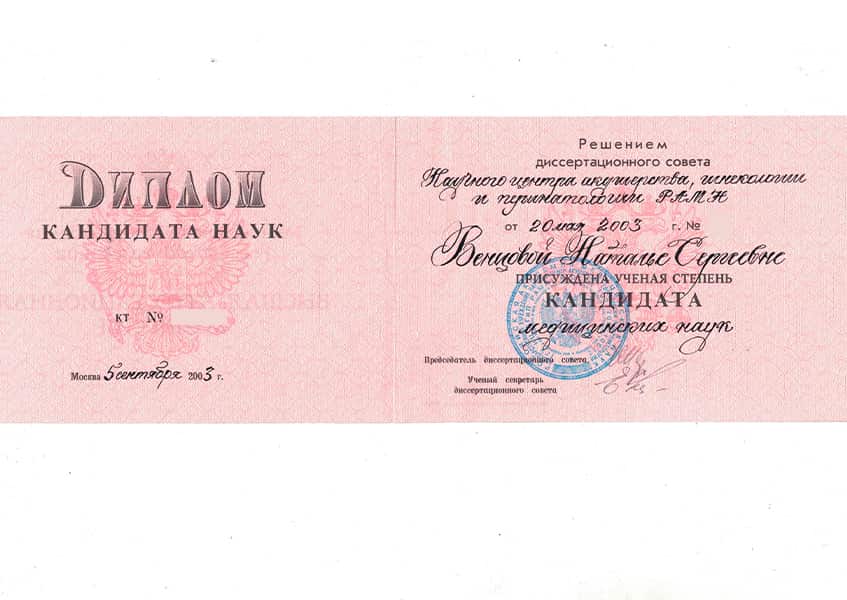 ДИПЛОМ
КАНДИДАТА НАУК
КТ №
Москва 5 сентября 2003 г.
Решением
диссертационного совета
Научного центра акушерства, гинекологии
и перинатологии РАМН
от 20 мая 2003 г. №
Венцовой Наталье Сергеевне
ПРИСУЖДЕНА УЧЕНАЯ СТЕПЕНЬ
КАНДИДАТА
медицинских наук
Председатель диссертационного совета
Ученый секретарь
диссертационного совета